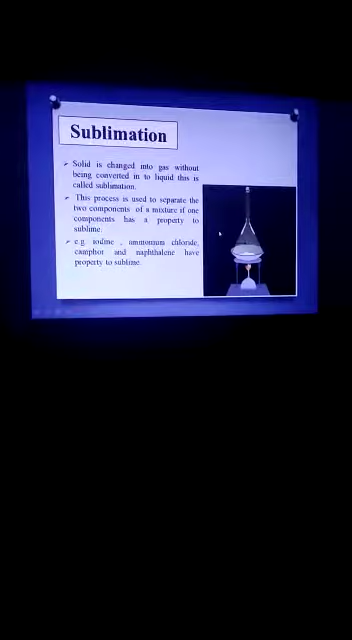 Sublimation
➢ Solid is changed into gas without
being converted in to liquid this is
called sublimation.
➢ This process is used to separate the
two components of a mixture if one
components has a property to
sublime.
➢ e.g. iodine , ammonium chloride,
camphor and naphthalene have
property to sublime.